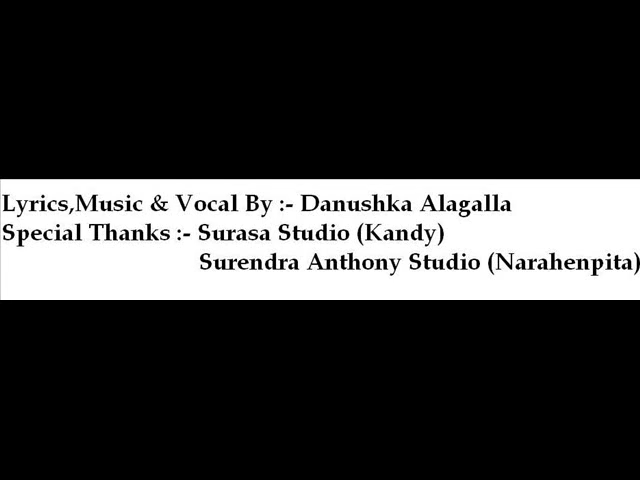 Lyrics,Music & Vocal By :- Danushka Alagalla
Special Thanks :- Surasa Studio (Kandy)
Surendra Anthony Studio (Narahenpita)